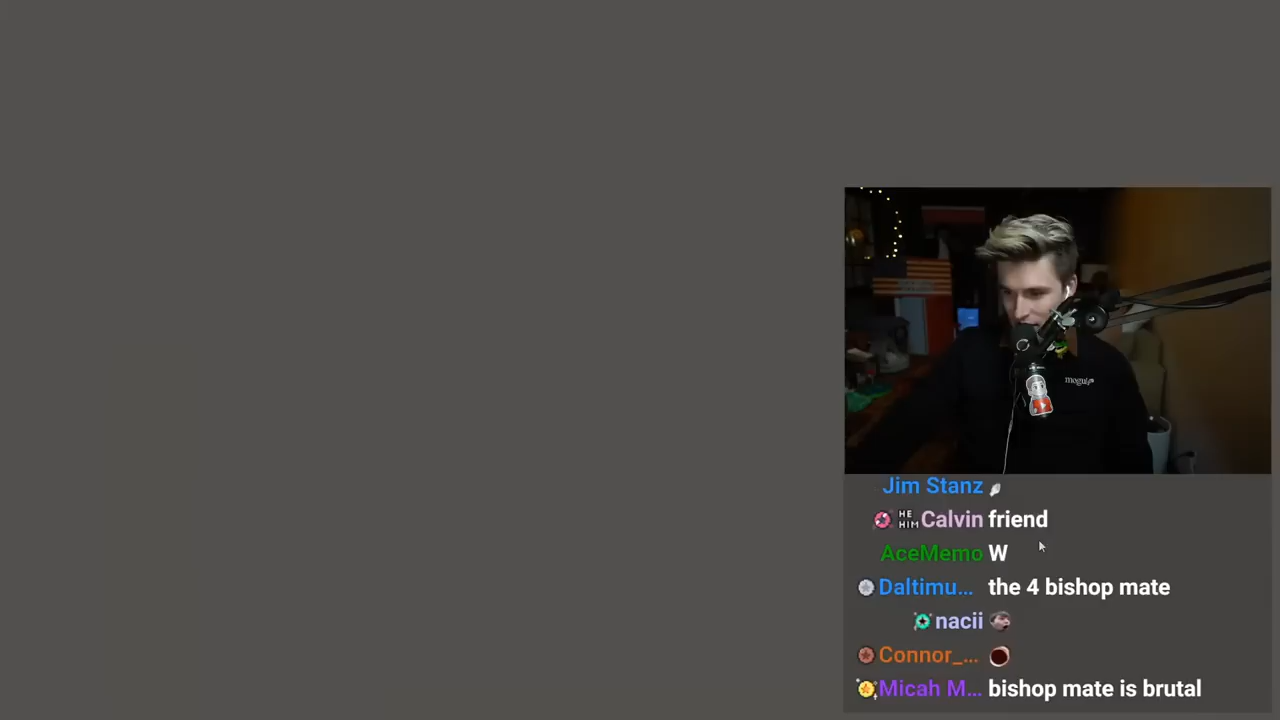 moguls
Jim Stanz
HE HIM Calvin friend
AceMemo W
Daltimu... the 4 bishop mate
nacii
Connor_...
Micah M... bishop mate is brutal